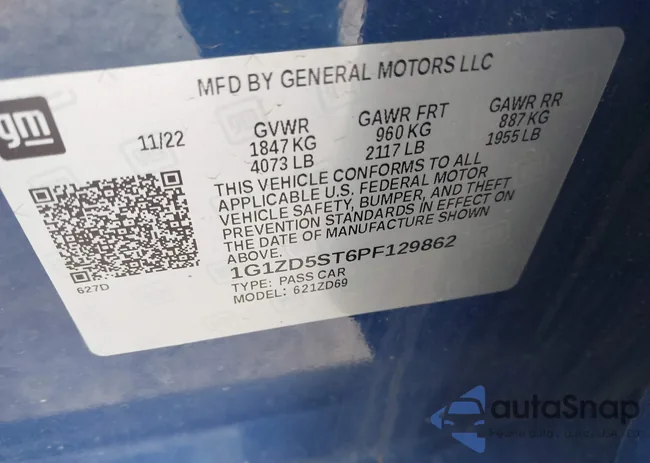 MFD BY GENERAL MOTORS LLC
gm
11/22
GVWR
1847 KG
4073 LB
GAWR FRT
960 KG
2117 LB
GAWR RR
887 KG
1955 LB
THIS VEHICLE CONFORMS TO ALL
APPLICABLE U.S. FEDERAL MOTOR
VEHICLE SAFETY, BUMPER, AND THEFT
PREVENTION STANDARDS IN EFFECT ON
THE DATE OF MANUFACTURE SHOWN
ABOVE.
1G1ZD5ST6PF129862
TYPE: PASS CAR
MODEL: 621ZD69
627D
autaSnap